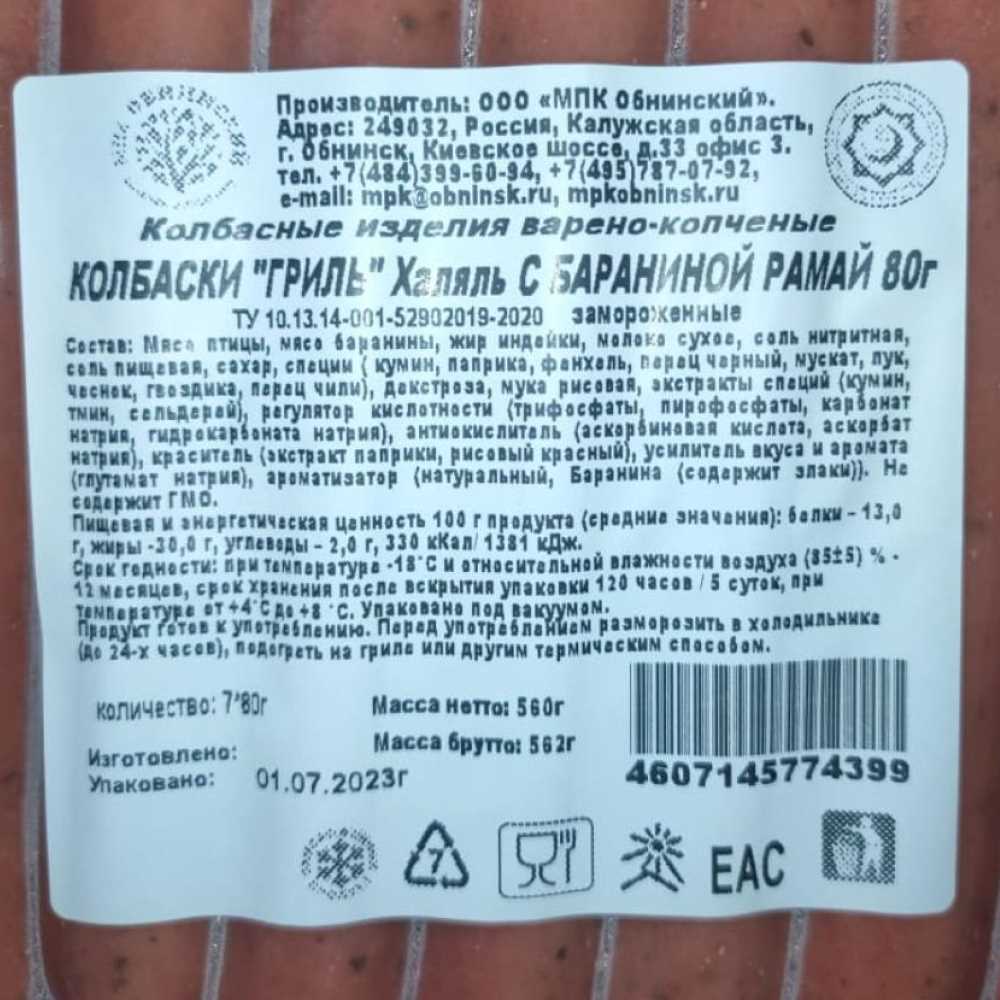 Производитель: ООО «МПК Обнинский».
Адрес: 249032, Россия, Калужская область,
г. Обнинск, Киевское шоссе, д.33 офис 3.
тел. +7(484)399-60-94, +7(495)787-07-92,
e-mail: mpk@obninsk.ru, mpkobninsk.ru
Колбасные изделия варено-копченые
КОЛБАСКИ "ГРИЛЬ" Халяль С БАРАНИНОЙ РАМАЙ 80г
ТУ 10.13.14-001-52902019-2020 замороженные
Состав: Мясо птицы, мясо баранины, жир индейки, молоко сухое, соль нитритная,
соль пищевая, сахар, специи ( кумин, паприка, фенхель, перец черный, мускат, лук,
чеснок, гвоздика, перец чили), декстроза, мука рисовая, экстракты специй (кумин,
тмин, сельдерей), регулятор кислотности (трифосфаты, пирофосфаты, карбонат
натрия, гидрокарбоната натрия), антиокислитель (аскорбиновая кислота, аскорбат
натрия), краситель (экстракт паприки, рисовый красный), усилитель вкуса и аромата
(глутамат натрия), ароматизатор (натуральный, Баранина (содержит злаки)). Не
содержит ГМО.
Пищевая и энергетическая ценность 100 г продукта (средние значения): белки – 13,0
г, жиры -30,0 г, углеводы – 2,0 г, 330 кКал/ 1381 кДж.
Срок годности: при температуре -18°С и относительной влажности воздуха (85±5) % -
12 месяцев, срок хранения после вскрытия упаковки 120 часов / 5 суток, при
температуре от +4°С до +8 °С. Упаковано под вакуумом.
Продукт готов к употреблению. Перед употреблением разморозить в холодильнике
(до 24-х часов), подогреть на гриле или другим термическим способом.
количество: 7*80г
Масса нетто: 560г
Масса брутто: 562г
Изготовлено:
Упаковано: 01.07.2023г
4607145774399
7
ЕАС